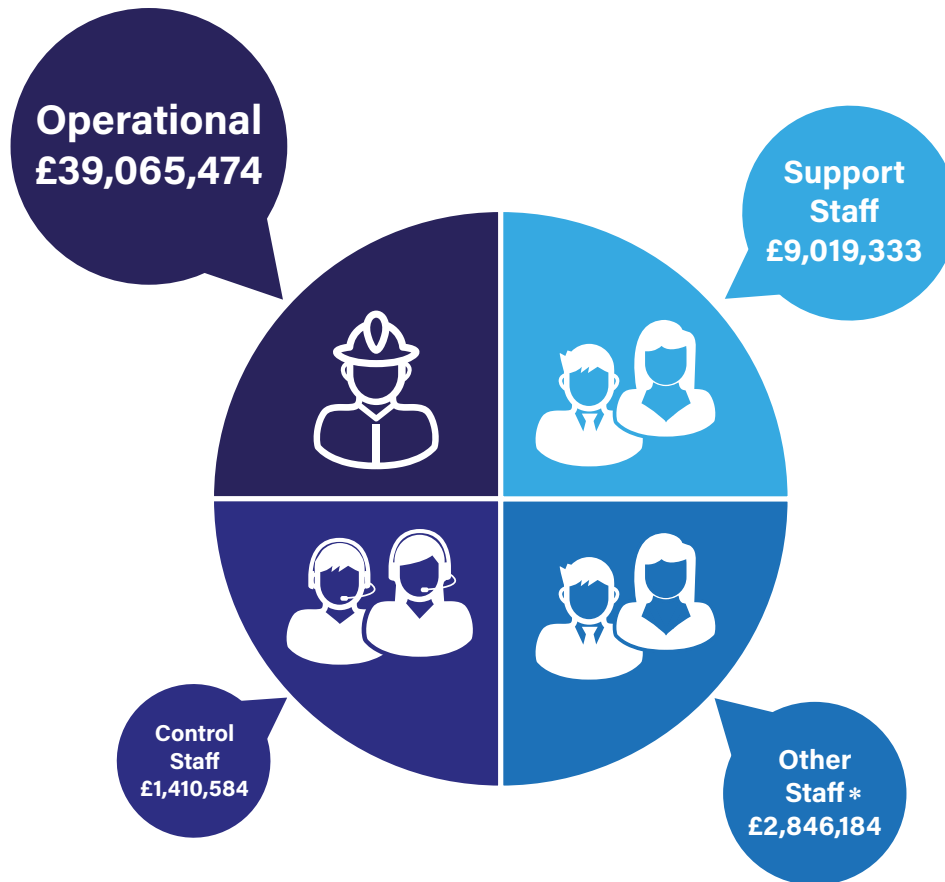 Operational
£39,065,474
Support
Staff
£9,019,333
Control
Staff
£1,410,584
Other
Staff *
£2,846,184